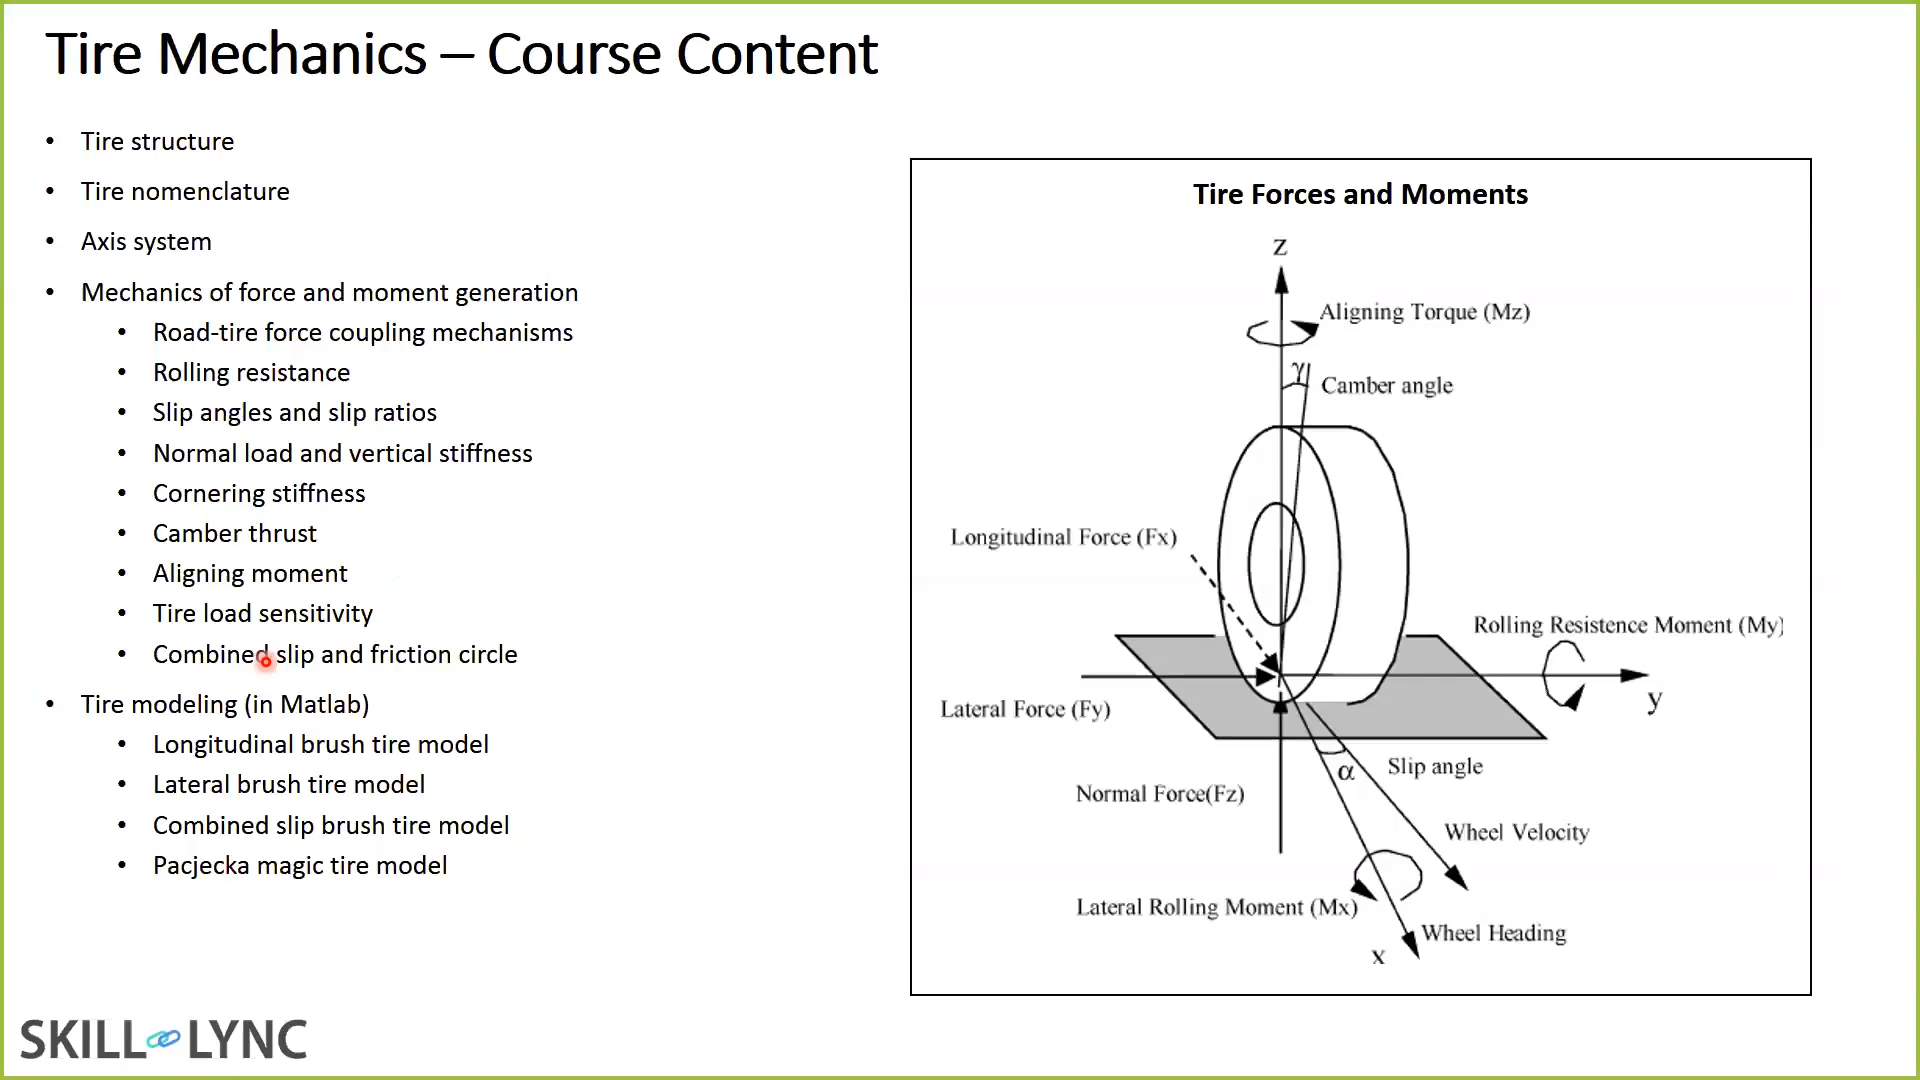 Tire Mechanics – Course Content
• Tire structure
• Tire nomenclature
• Axis system
• Mechanics of force and moment generation
• Road-tire force coupling mechanisms
• Rolling resistance
• Slip angles and slip ratios
• Normal load and vertical stiffness
• Cornering stiffness
• Camber thrust
• Aligning moment
• Tire load sensitivity
• Combined slip and friction circle
• Tire modeling (in Matlab)
• Longitudinal brush tire model
• Lateral brush tire model
• Combined slip brush tire model
• Pacjecka magic tire model
Tire Forces and Moments
z
Aligning Torque (Mz)
γ
Camber angle
Longitudinal Force (Fx)
Rolling Resistence Moment (My)
y
Lateral Force (Fy)
Slip angle
α
Normal Force(Fz)
Wheel Velocity
Lateral Rolling Moment (Mx)
Wheel Heading
x
SKILL LYNC